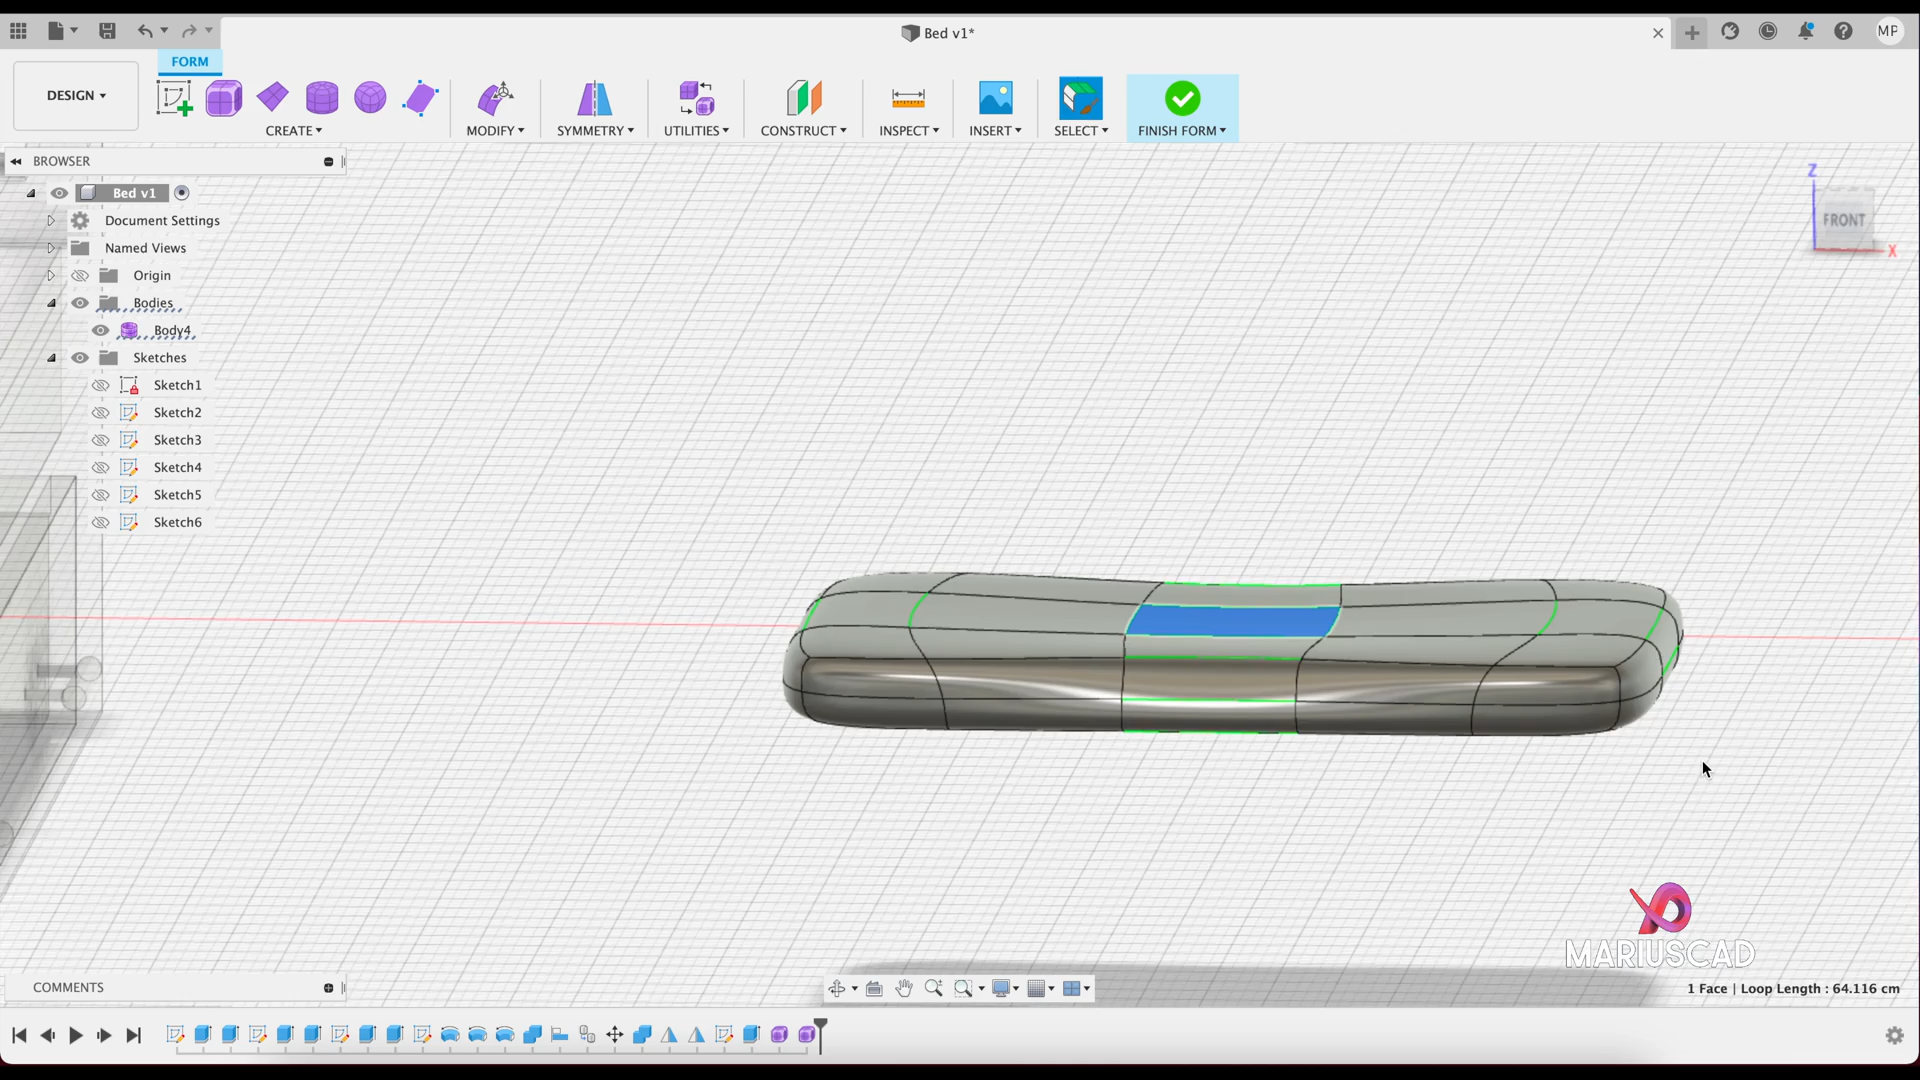 Bed v1*
MP
FORM
DESIGN
CREATE
MODIFY
SYMMETRY
UTILITIES
CONSTRUCT
INSPECT
INSERT
SELECT
FINISH FORM
BROWSER
Bed v1
Document Settings
Named Views
Origin
Bodies
Body4
Sketches
Sketch1
Sketch2
Sketch3
Sketch4
Sketch5
Sketch6
Z
FRONT
X
MARIUSCAD
COMMENTS
1 Face | Loop Length : 64.116 cm